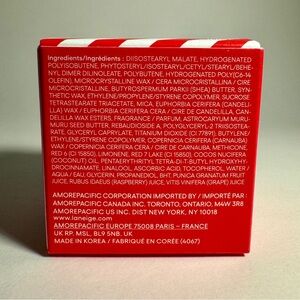 Ingredients/Ingrédients : DIISOSTEARYL MALATE, HYDROGENATED
POLYISOBUTENE, PHYTOSTERYL/ISOSTEARYL/CETYL/STEARYL/BEHE-
NYL DIMER DILINOLEATE, POLYBUTENE, HYDROGENATED POLY(C6-14
OLEFIN), MICROCRYSTALLINE WAX / CERA MICROCRISTALLINA / CIRE
MICROCRISTALLINE, BUTYROSPERMUM PARKII (SHEA) BUTTER, SYN-
THETIC WAX, ETHYLENE/PROPYLENE/STYRENE COPOLYMER, SUCROSE
TETRASTEARATE TRIACETATE, MICA, EUPHORBIA CERIFERA (CANDELIL-
LA) WAX / EUPHORBIA CERIFERA CERA / CIRE DE CANDELILLA, CAN-
DELILLA WAX ESTERS, FRAGRANCE / PARFUM, ASTROCARYUM MURU-
MURU SEED BUTTER, REBAUDIOSIDE A, POLYGLYCERYL-2 TRIISOSTEA-
RATE, GLYCERYL CAPRYLATE, TITANIUM DIOXIDE (CI 77891), BUTYLENE/
ETHYLENE/STYRENE COPOLYMER, COPERNICIA CERIFERA (CARNAUBA)
WAX / COPERNICIA CERIFERA CERA / CIRE DE CARNAUBA, METHICONE,
RED 6 (CI 15850), LIMONENE, RED 7 LAKE (CI 15850), COCOS NUCIFERA
(COCONUT) OIL, PENTAERYTHRITYL TETRA-DI-T-BUTYL HYDROXYHY-
DROCINNAMATE, LINALOOL, ASCORBIC ACID, TOCOPHEROL, WATER /
AQUA / EAU, GLYCERIN, PROPANEDIOL, BHT, PUNICA GRANATUM FRUIT
JUICE, RUBUS IDAEUS (RASPBERRY) JUICE, VITIS VINIFERA (GRAPE) JUICE
AMOREPACIFIC CORPORATION IMPORTED BY / IMPORTÉ PAR :
AMOREPACIFIC CANADA INC. TORONTO, ONTARIO, M4W 3R8
AMOREPACIFIC US INC. DIST NEW YORK, NY 10018
www.laneige.com
AMOREPACIFIC EUROPE 75008 PARIS – FRANCE
UK RP. MSL, BL9 5NB, UK
MADE IN KOREA / FABRIQUÉ EN CORÉE (4067)